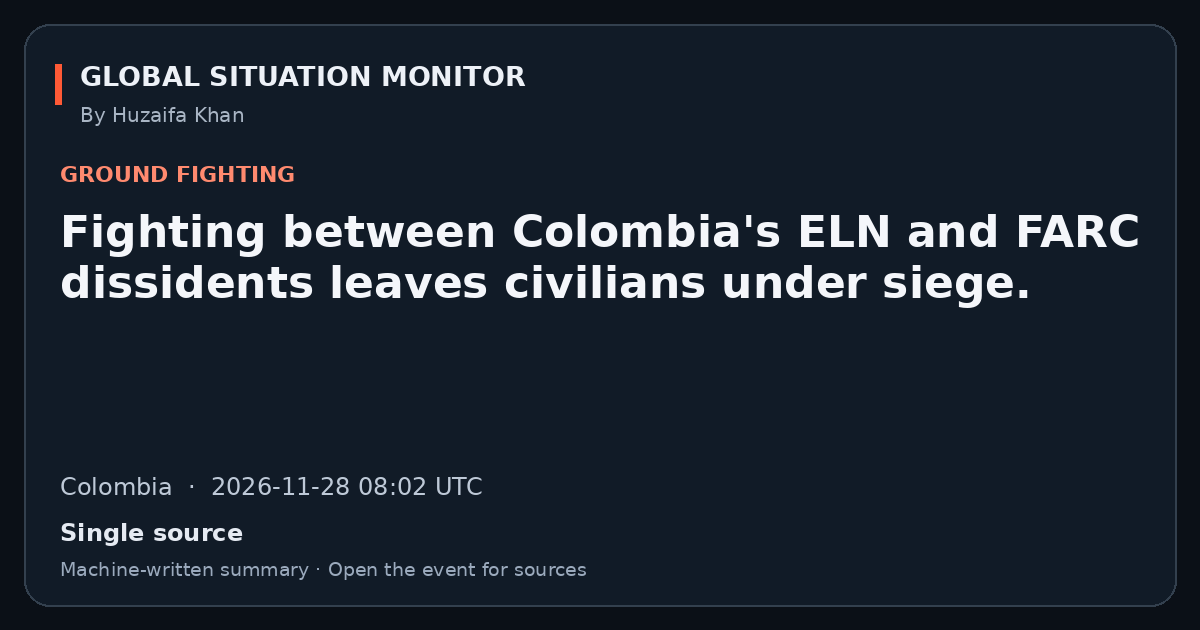 GLOBAL SITUATION MONITOR
By Huzaifa Khan
GROUND FIGHTING
Fighting between Colombia's ELN and FARC
dissidents leaves civilians under siege.
Colombia · 2026-11-28 08:02 UTC
Single source
Machine-written summary · Open the event for sources